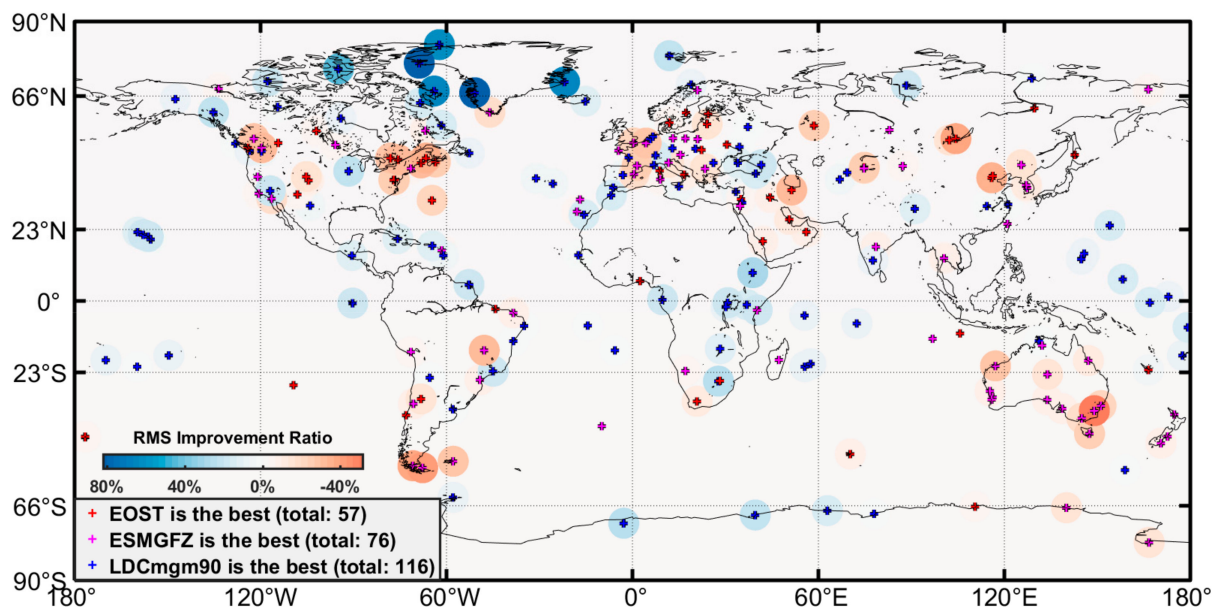 90°N
66°N
23°N
0°
23°S
66°S
90°S
RMS Improvement Ratio
80% 40% 0% -40%
+ EOST is the best (total: 57)
+ ESMGFZ is the best (total: 76)
+ LDCmgm90 is the best (total: 116)
180° 120°W 60°W 0° 60°E 120°E 180°